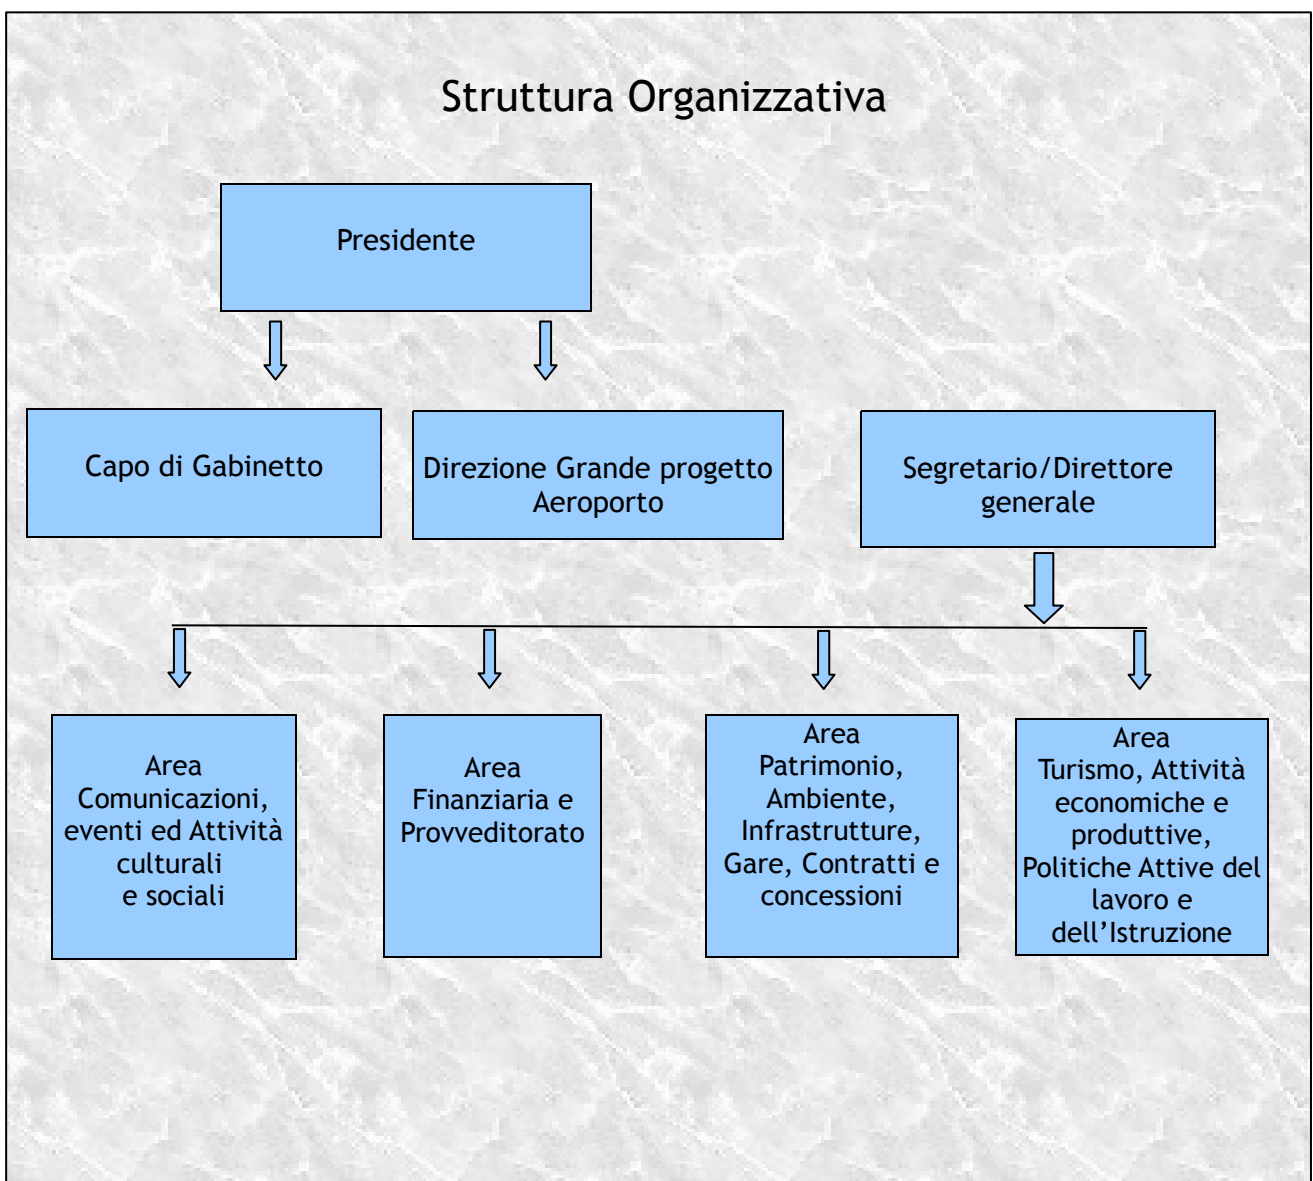 Struttura Organizzativa
Presidente
Capo di Gabinetto
Direzione Grande progetto
Aeroporto
Segretario/Direttore
generale
Area
Comunicazioni,
eventi ed Attività
culturali
e sociali
Area
Finanziaria e
Provveditorato
Area
Patrimonio,
Ambiente,
Infrastrutture,
Gare, Contratti e
concessioni
Area
Turismo, Attività
economiche e
produttive,
Politiche Attive del
lavoro e
dell’Istruzione